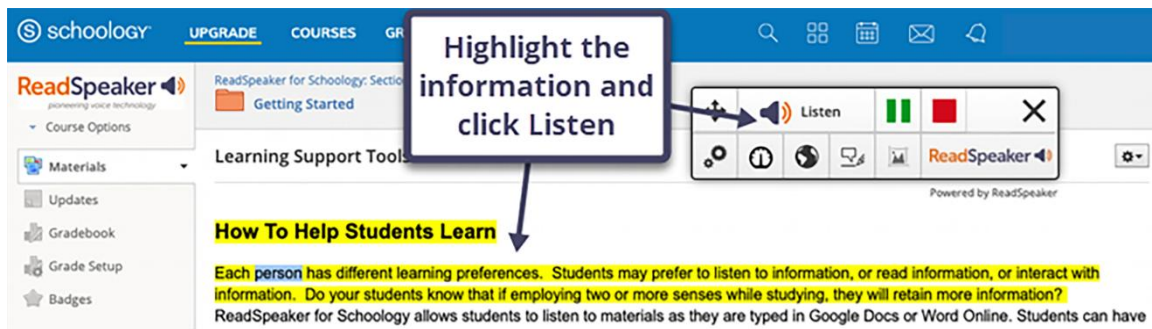 schoology
UPGRADE COURSES GR
Highlight the
information and
click Listen
ReadSpeaker
pioneering voice technology
Course Options
Materials
Updates
Gradebook
Grade Setup
Badges
ReadSpeaker for Schoology: Sectio
Getting Started
Listen
ReadSpeaker
Powered by ReadSpeaker
Learning Support Tools
How To Help Students Learn
Each person has different learning preferences. Students may prefer to listen to information, or read information, or interact with
information. Do your students know that if employing two or more senses while studying, they will retain more information?
ReadSpeaker for Schoology allows students to listen to materials as they are typed in Google Docs or Word Online. Students can have